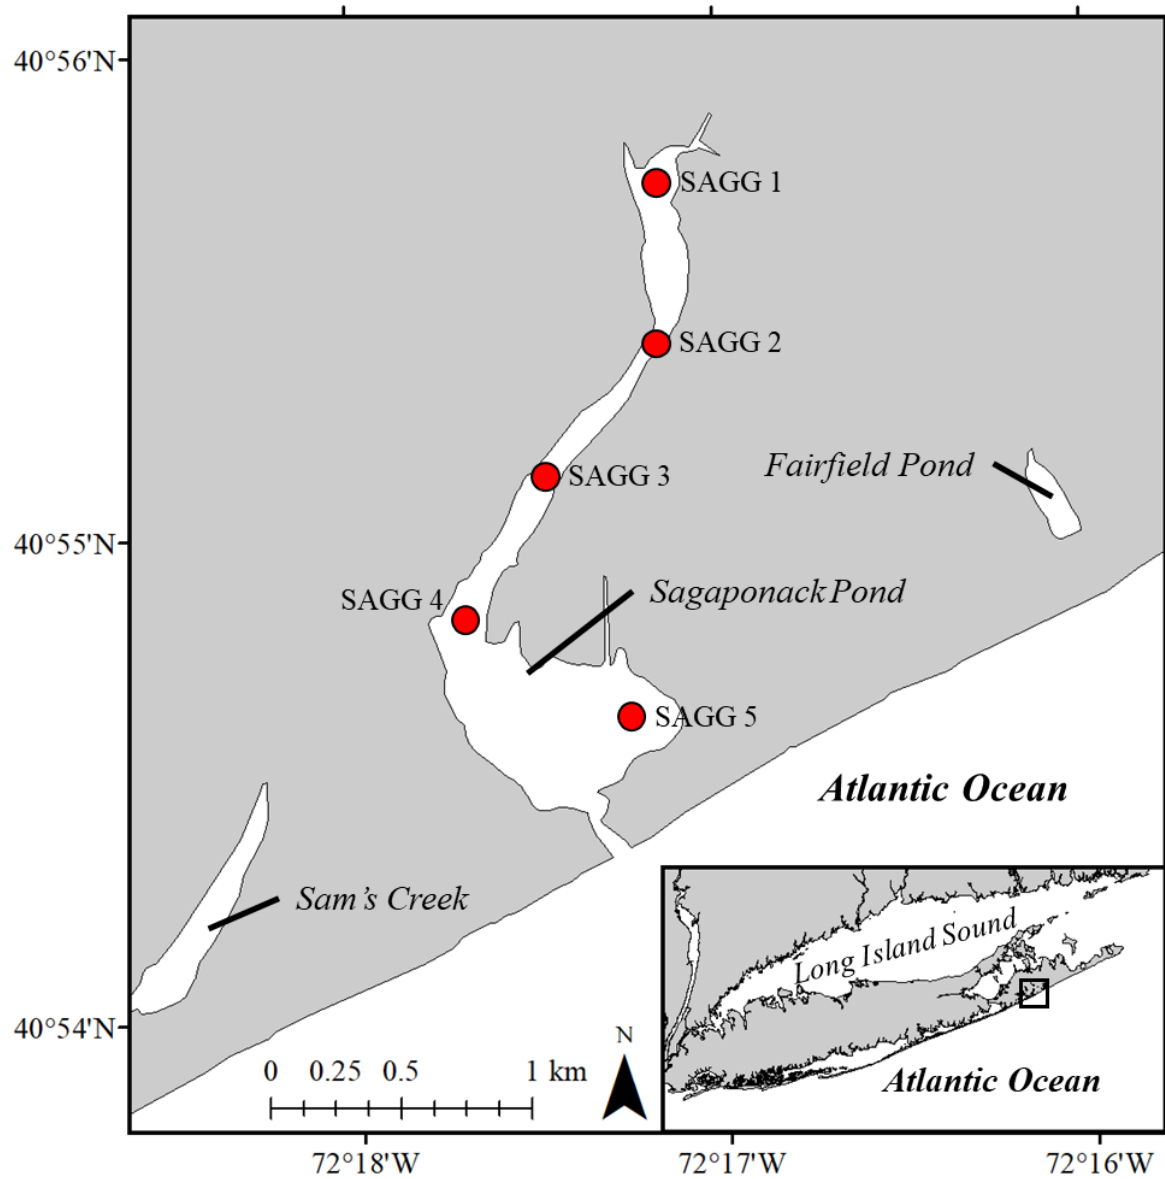 40°56'N
SAGG 1
SAGG 2
Fairfield Pond
SAGG 3
40°55'N
Sagaponack Pond
SAGG 4
SAGG 5
Atlantic Ocean
Sam's Creek
Long Island Sound
40°54'N
N
0 0.25 0.5 1 km
Atlantic Ocean
72°18'W 72°17'W 72°16'W